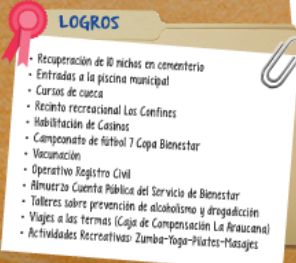 LOGROS
• Recuperación de 10 nichos en cementerio
• Entradas a la piscina municipal
• Cursos de cueca
• Recinto recreacional Los Confines
• Habilitación de Casinos
• Campeonato de fútbol 7 Copa Bienestar
• Vacunación
• Operativo Registro Civil
• Almuerzo Cuenta Pública del Servicio de Bienestar
• Talleres sobre prevención de alcoholismo y drogadicción
• Viajes a las termas (Caja de Compensación La Araucana)
• Actividades Recreativas: Zumba-Yoga-Pilates-Masajes